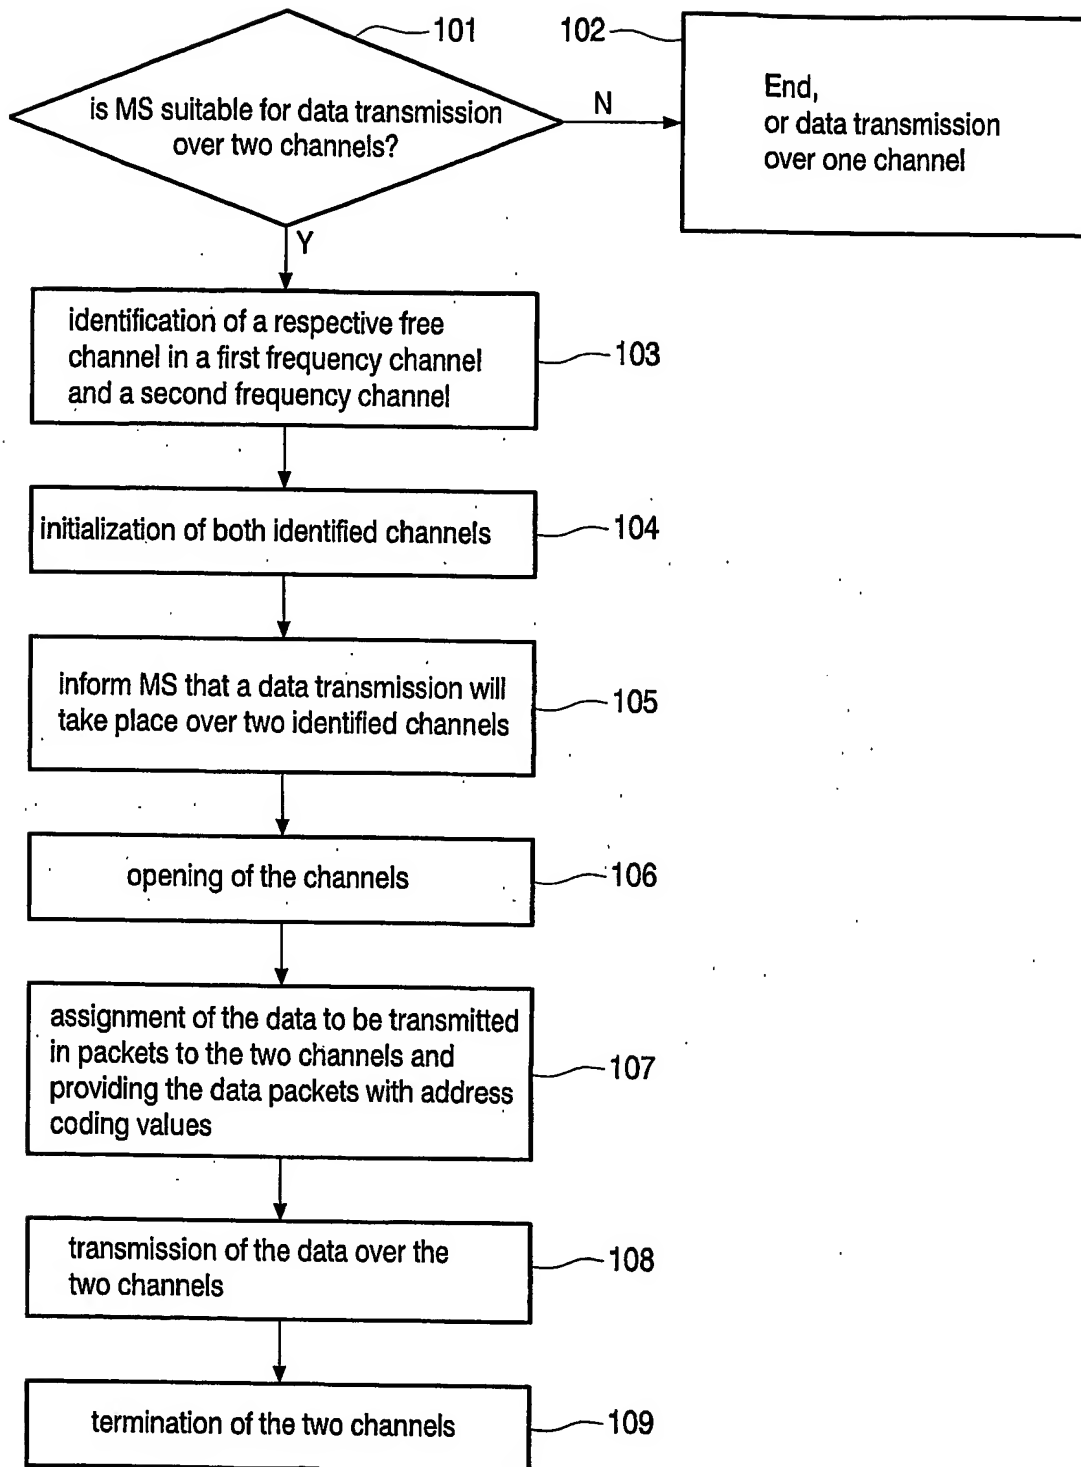 101
is MS suitable for data transmission
over two channels?
N
102
End,
or data transmission
over one channel
Y
identification of a respective free
channel in a first frequency channel
and a second frequency channel
103
initialization of both identified channels
104
inform MS that a data transmission will
take place over two identified channels
105
opening of the channels
106
assignment of the data to be transmitted
in packets to the two channels and
providing the data packets with address
coding values
107
transmission of the data over the
two channels
108
termination of the two channels
109